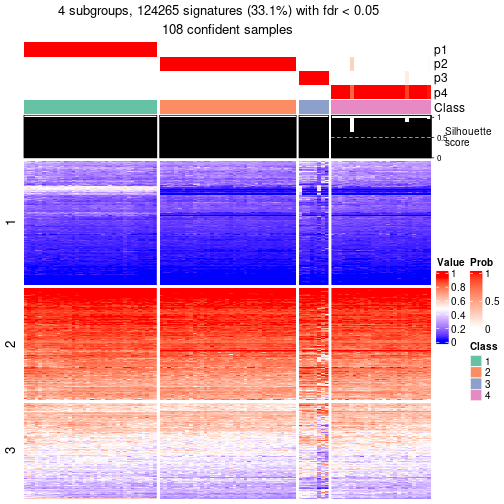 4 subgroups, 124265 signatures (33.1%) with fdr < 0.05
108 confident samples
p1
p2
p3
p4
Class
1
0.5
0
Silhouette
score
1
2
3
Value
1
0.8
0.6
0.4
0.2
0
Prob
1
0.5
0
Class
1
2
3
4